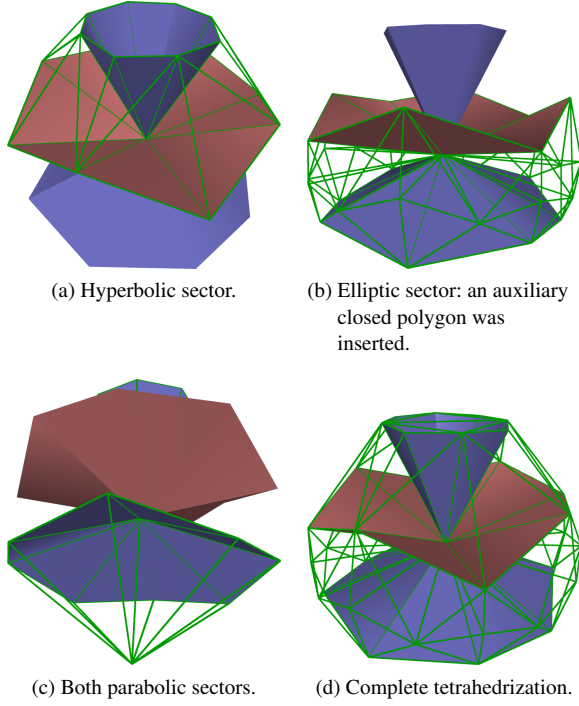 (a) Hyperbolic sector.
(b) Elliptic sector: an auxiliary
closed polygon was
inserted.
(c) Both parabolic sectors.
(d) Complete tetrahedrization.